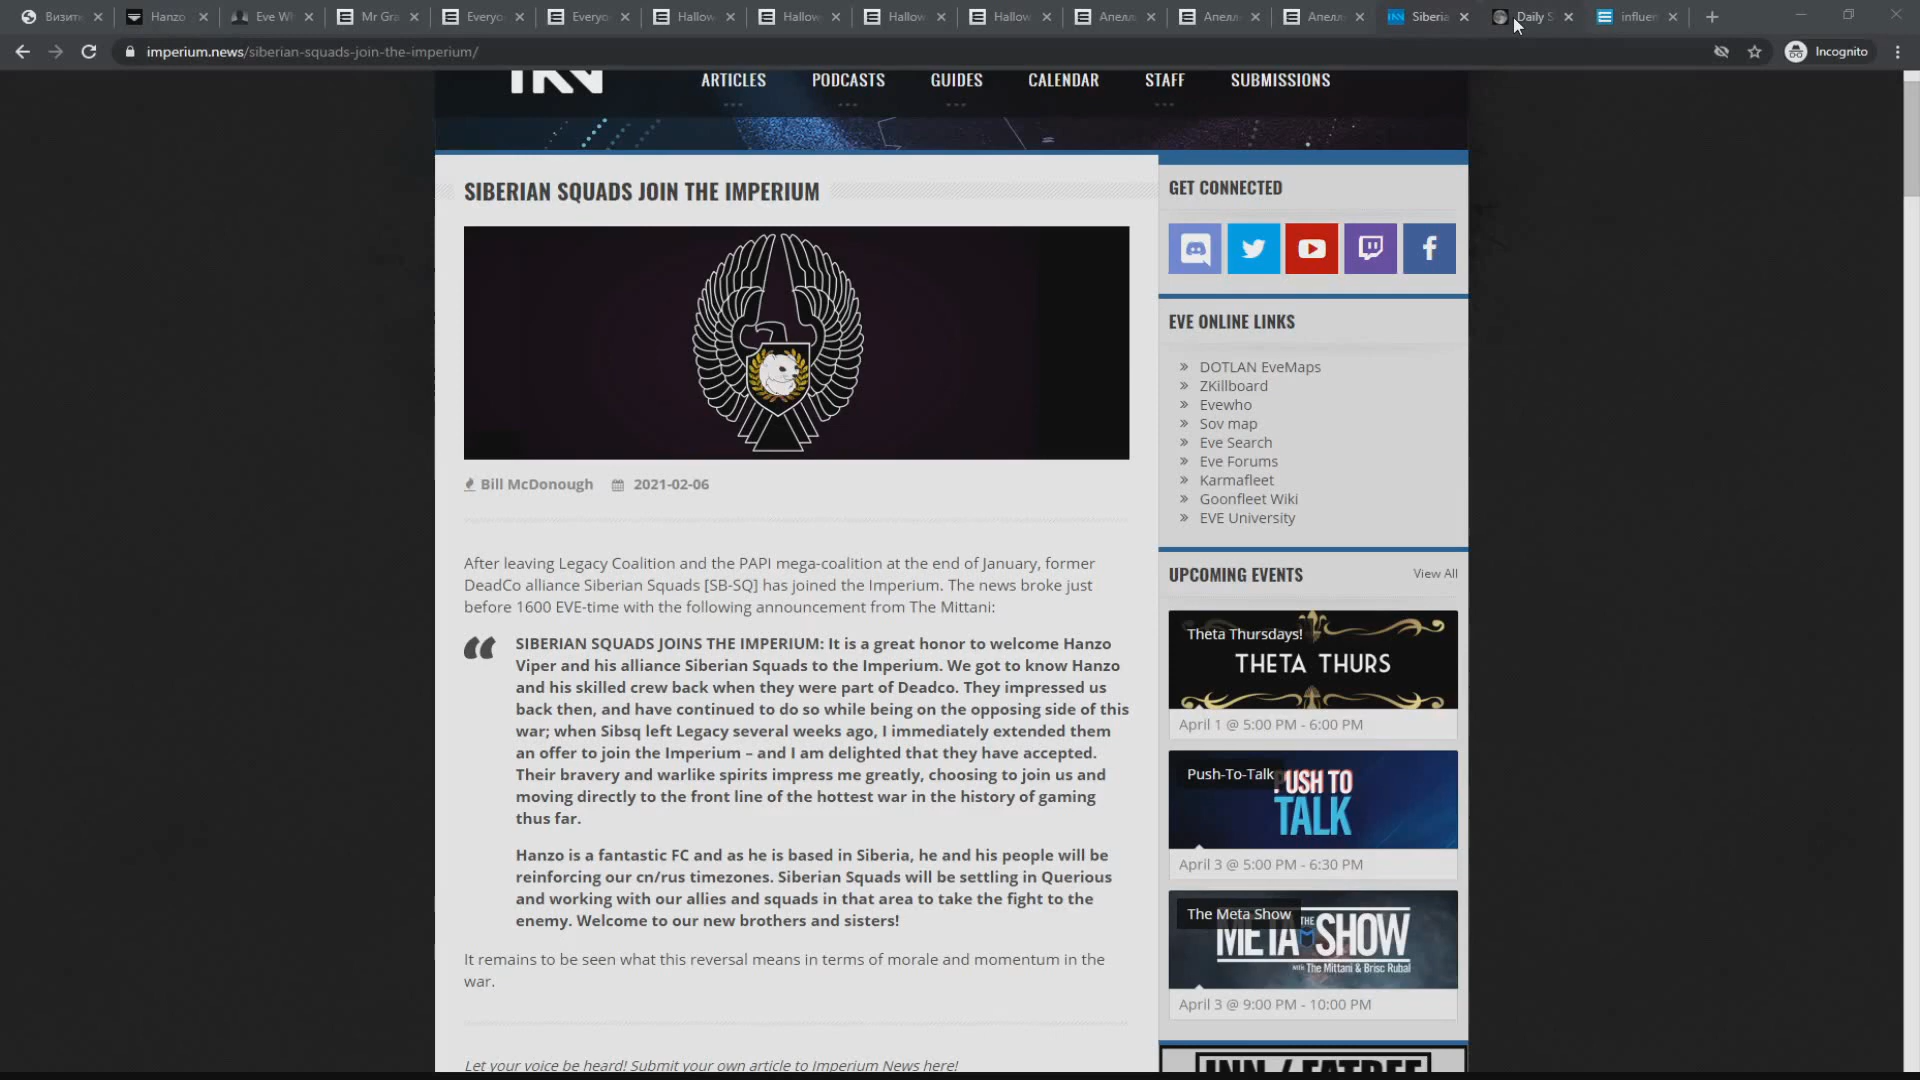 Визит
Hanzo
Eve W
Mr Gra
Everyo
Everyo
Hallow
Hallow
Hallow
Hallow
Апелл
Апелл
Апелл
Siberia
Daily S
influen
imperium.news/siberian-squads-join-the-imperium/
Incognito
ARTICLES
PODCASTS
GUIDES
CALENDAR
STAFF
SUBMISSIONS
SIBERIAN SQUADS JOIN THE IMPERIUM
Bill McDonough 2021-02-06
After leaving Legacy Coalition and the PAPI mega-coalition at the end of January, former
DeadCo alliance Siberian Squads [SB-SQ] has joined the Imperium. The news broke just
before 1600 EVE-time with the following announcement from The Mittani:
SIBERIAN SQUADS JOINS THE IMPERIUM: It is a great honor to welcome Hanzo
Viper and his alliance Siberian Squads to the Imperium. We got to know Hanzo
and his skilled crew back when they were part of Deadco. They impressed us
back then, and have continued to do so while being on the opposing side of this
war; when Sibsq left Legacy several weeks ago, I immediately extended them
an offer to join the Imperium – and I am delighted that they have accepted.
Their bravery and warlike spirits impress me greatly, choosing to join us and
moving directly to the front line of the hottest war in the history of gaming
thus far.
Hanzo is a fantastic FC and as he is based in Siberia, he and his people will be
reinforcing our cn/rus timezones. Siberian Squads will be settling in Querious
and working with our allies and squads in that area to take the fight to the
enemy. Welcome to our new brothers and sisters!
It remains to be seen what this reversal means in terms of morale and momentum in the
war.
Let your voice be heard! Submit your own article to Imperium News here!
GET CONNECTED
EVE ONLINE LINKS
» DOTLAN EveMaps
» ZKillboard
» Evewho
» Sov map
» Eve Search
» Eve Forums
» Karmafleet
» Goonfleet Wiki
» EVE University
UPCOMING EVENTS View All
Theta Thursdays!
THETA THURS
April 1 @ 5:00 PM - 6:00 PM
Push-To-Talk
PUSH TO
TALK
April 3 @ 5:00 PM - 6:30 PM
The Meta Show
THE
META SHOW
with The Mittani & Brisc Rubal
April 3 @ 9:00 PM - 10:00 PM